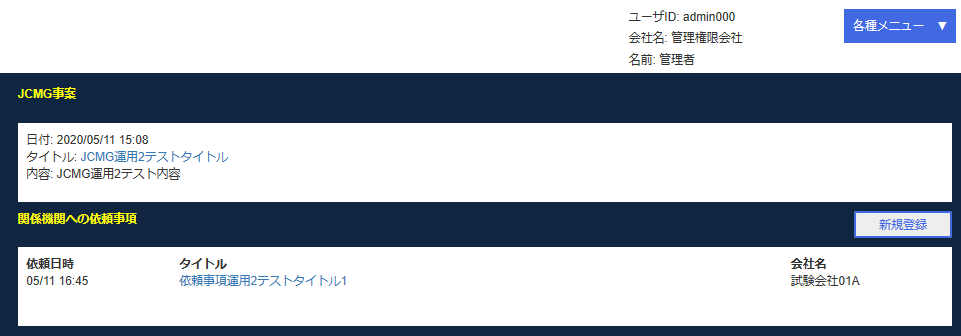 ユーザID: admin000
会社名: 管理権限会社
名前: 管理者
各種メニュー ▼
JCMG事案
日付: 2020/05/11 15:08
タイトル: JCMG運用2テストタイトル
内容: JCMG運用2テスト内容
関係機関への依頼事項
新規登録
依頼日時 タイトル 会社名
05/11 16:45 依頼事項運用2テストタイトル1 試験会社01A